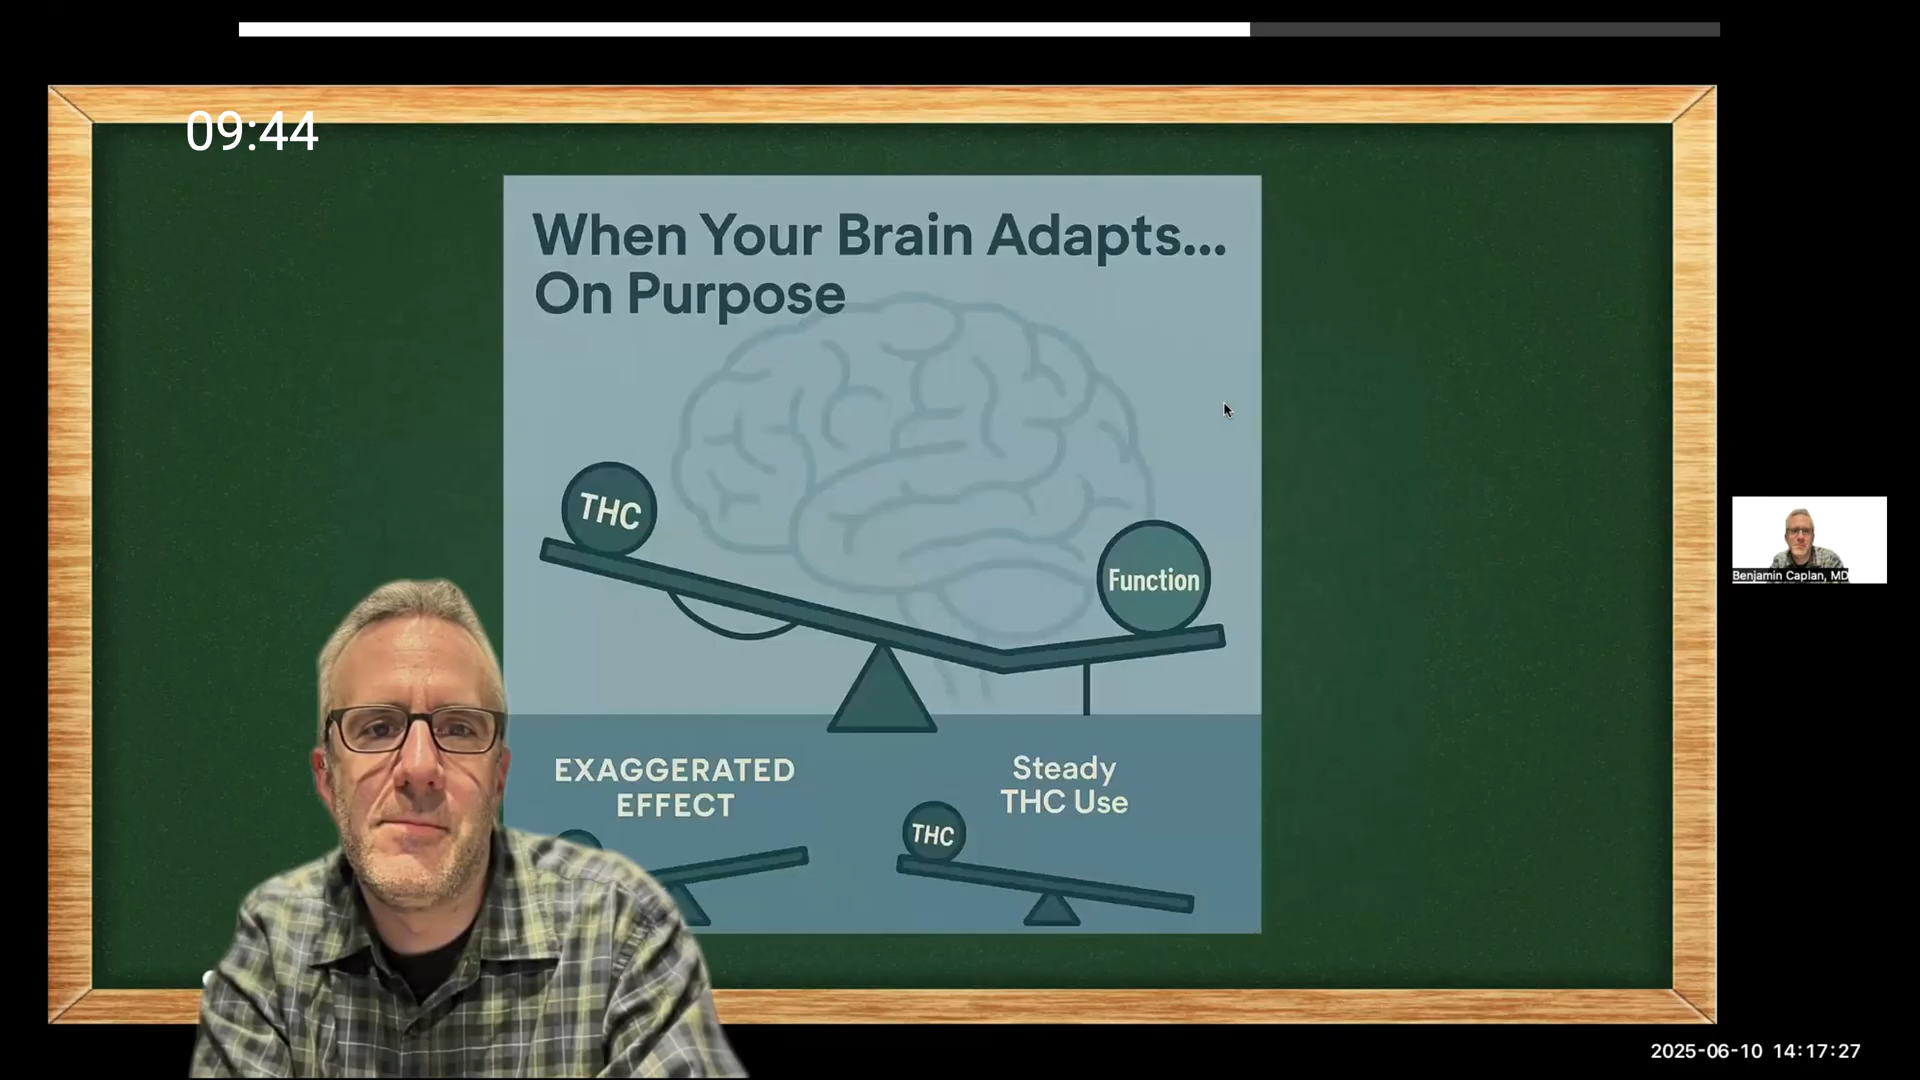 09:44
When Your Brain Adapts...
On Purpose
THC
Function
EXAGGERATED
EFFECT
Steady
THC Use
THC
Benjamin Caplan, MD
2025-06-10 14:17:27